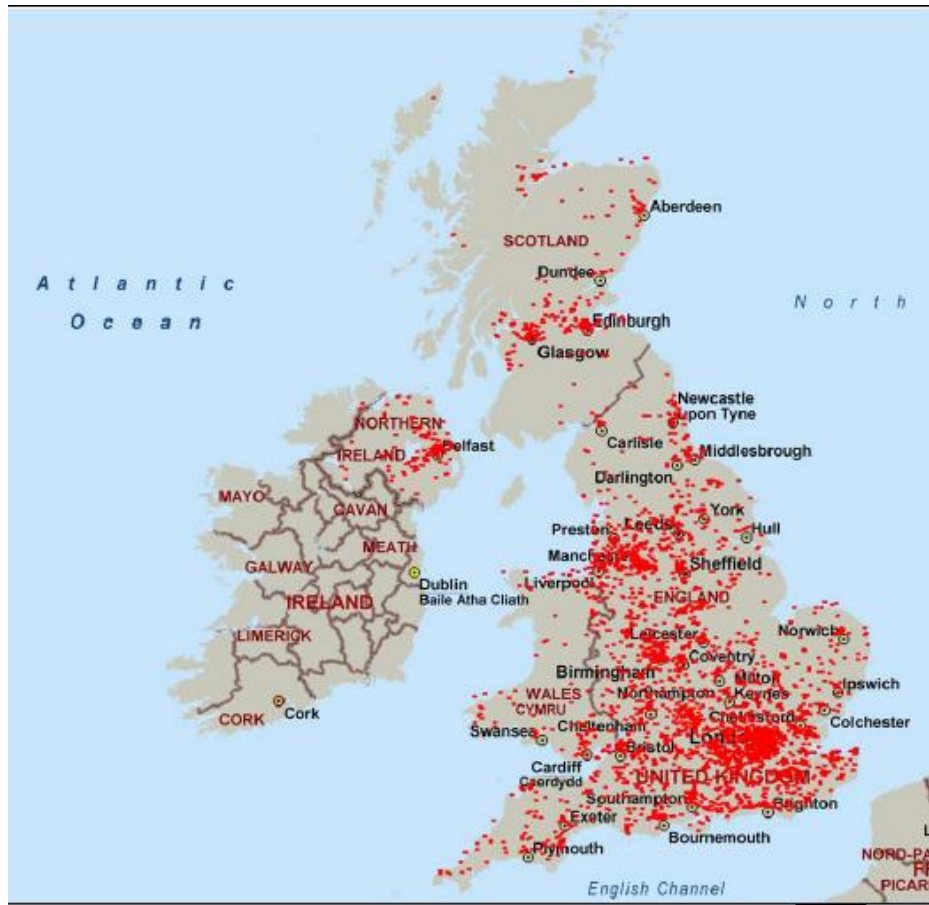 Aberdeen
SCOTLAND
Dundee
Atlantic
Ocean
North
Edinburgh
Glasgow
Newcastle
upon Tyne
NORTHERN
Belfast
IRELAND
Carlisle
Middlesbrough
Darlington
MAYO
CAVAN
York
Preston
Leeds
Hull
MEATH
Manchester
GALWAY
Sheffield
Dublin
Liverpool
Baile Atha Cliath
IRELAND
ENGLAND
LIMERICK
Leicester
Norwich
Coventry
Birmingham
Milton
Ipswich
WALES
Northampton
Keynes
CYMRU
Cork
CORK
Cheltenham
Chelmsford
Colchester
Swansea
London
Bristol
Cardiff
Caerdydd
UNITED KINGDOM
Southampton
Brighton
Exeter
Bournemouth
Plymouth
NORD-PA
PICAR
English Channel